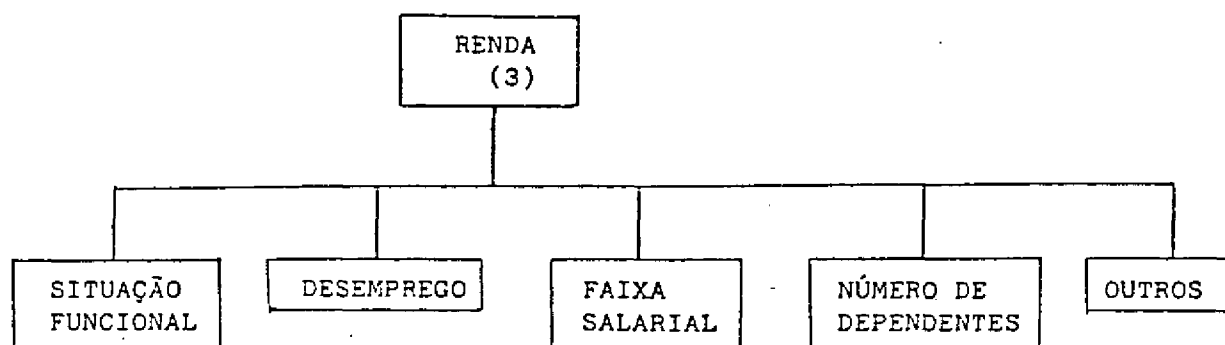 RENDA
(3)
SITUAÇÃO
FUNCIONAL
DESEMPREGO
FAIXA
SALARIAL
NÚMERO DE
DEPENDENTES
OUTROS